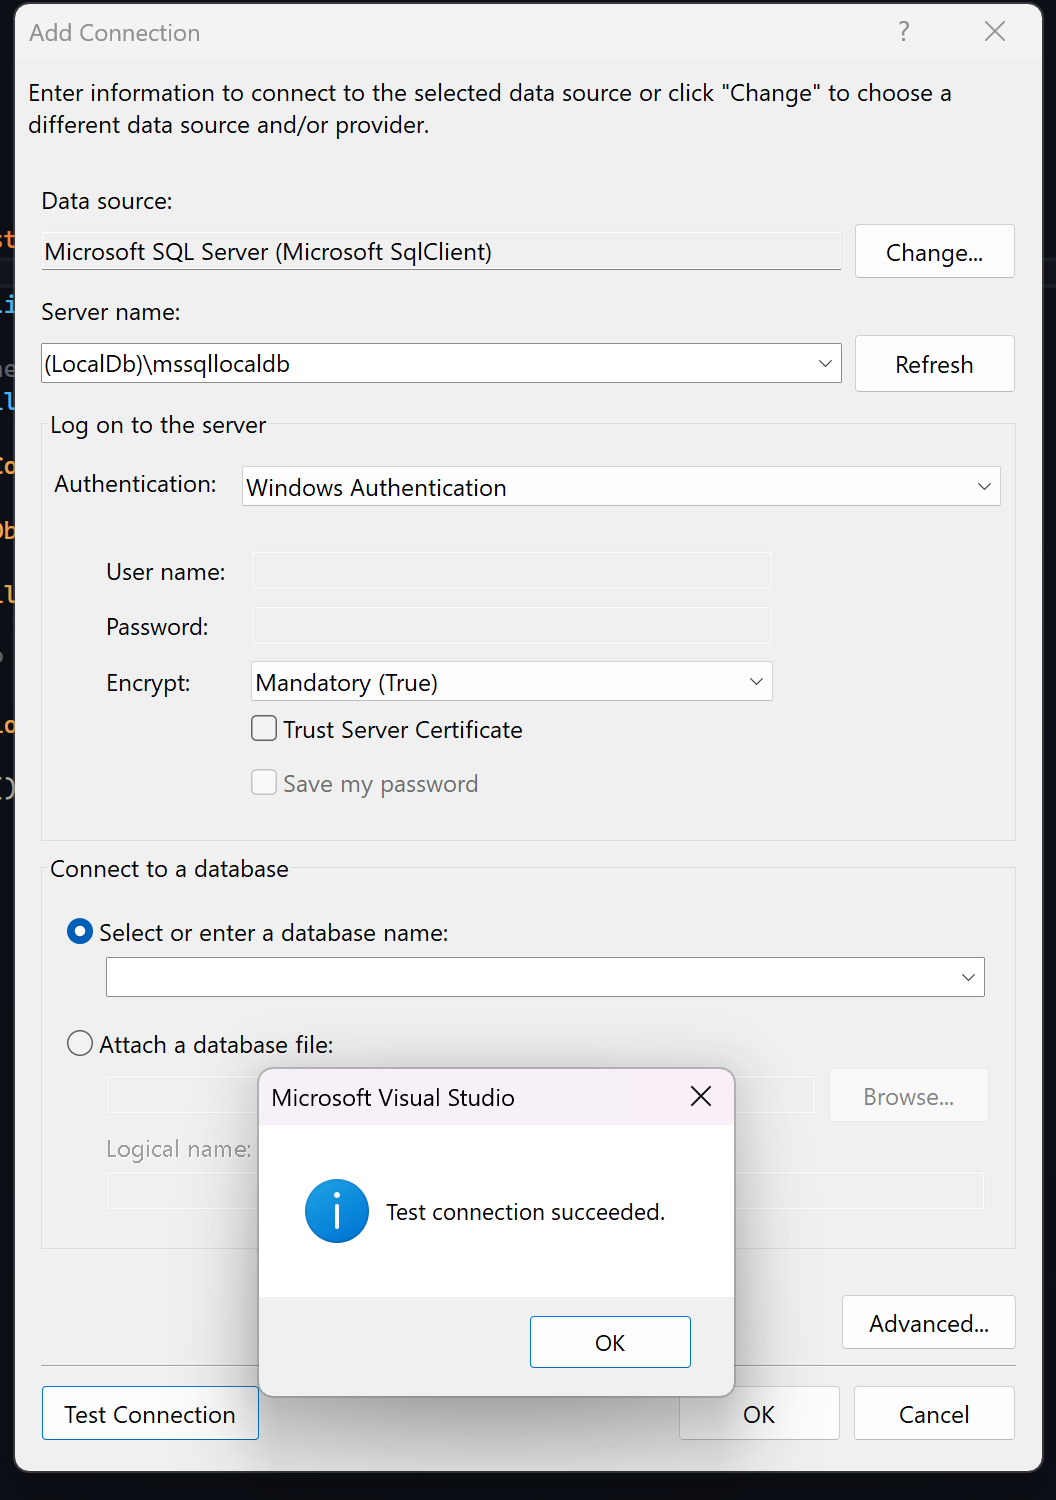 Add Connection
?
Enter information to connect to the selected data source or click "Change" to choose a
different data source and/or provider.
Data source:
Microsoft SQL Server (Microsoft SqlClient)
Change...
Server name:
(LocalDb)\mssqllocaldb
Refresh
Log on to the server
Authentication:
Windows Authentication
User name:
Password:
Encrypt:
Mandatory (True)
Trust Server Certificate
Save my password
Connect to a database
Select or enter a database name:
Attach a database file:
Browse...
Logical name:
Microsoft Visual Studio
Test connection succeeded.
OK
Advanced...
Test Connection
OK
Cancel